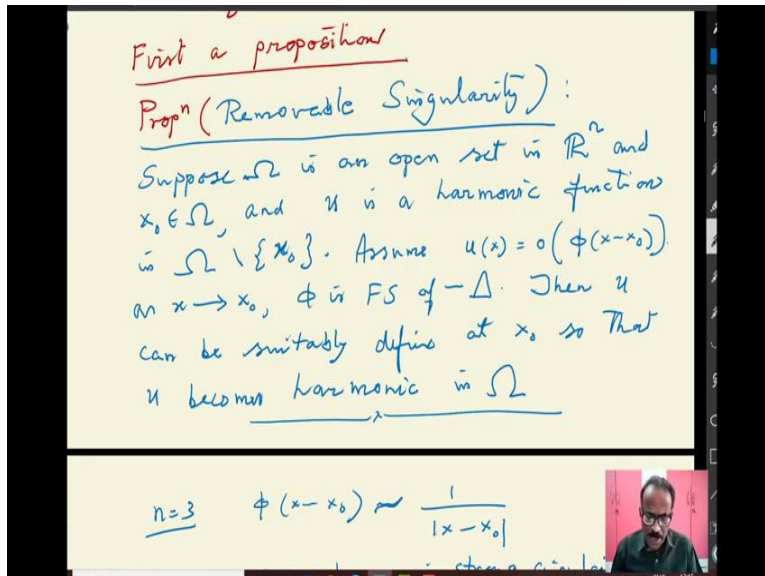 First a proposition
Propⁿ (Removable Singularity) :
Suppose Ω is an open set in ℝⁿ and
x₀ ∈ Ω, and u is a harmonic function
in Ω \ {x₀}. Assume u(x) = o(ϕ(x-x₀))
as x → x₀, ϕ is FS of -Δ. Then u
can be suitably define at x₀ so that
u becomes harmonic in Ω
n=3 ϕ(x-x₀) ~ 1/|x-x₀|